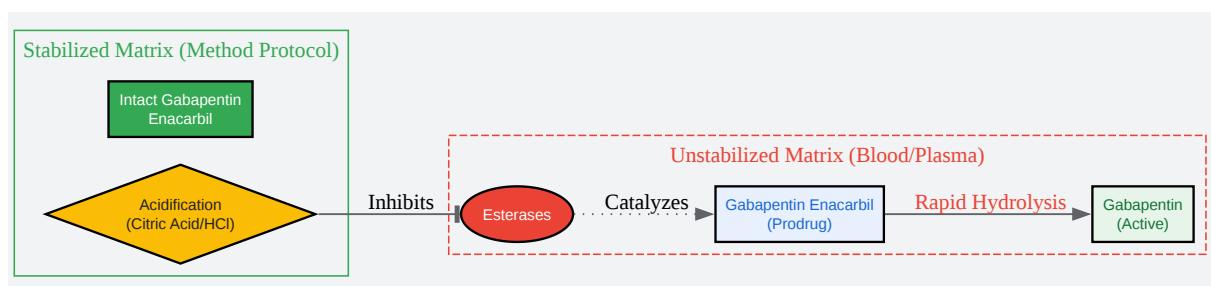 Stabilized Matrix (Method Protocol)
Intact Gabapentin
Enacarbil
Acidification
(Citric Acid/HCl)
Inhibits
Unstabilized Matrix (Blood/Plasma)
Esterases
Catalyzes
Gabapentin Enacarbil
(Prodrug)
Rapid Hydrolysis
Gabapentin
(Active)